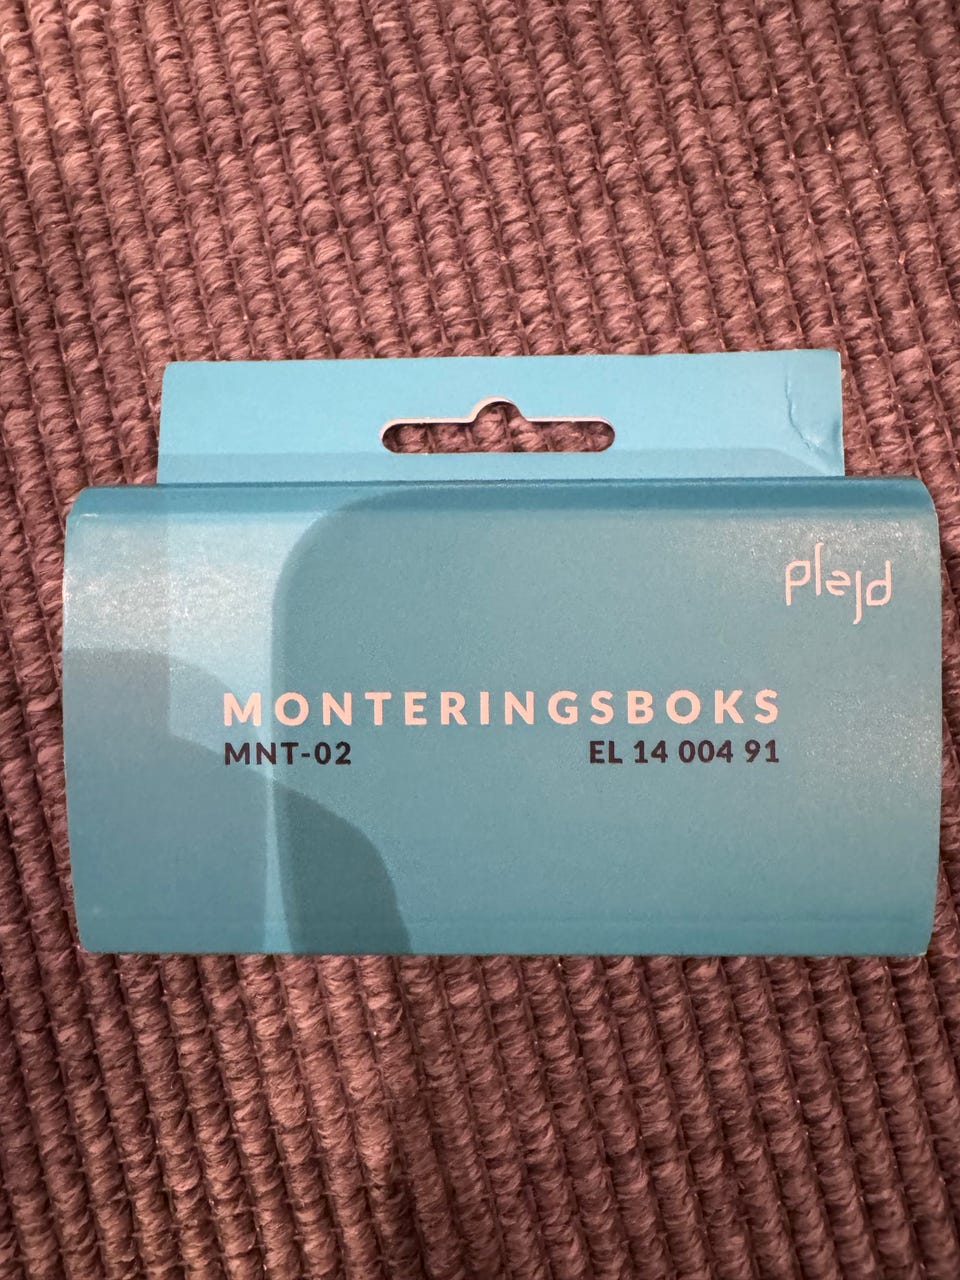 plejd
MONTERINGSBOKS
MNT-02 EL 14 004 91